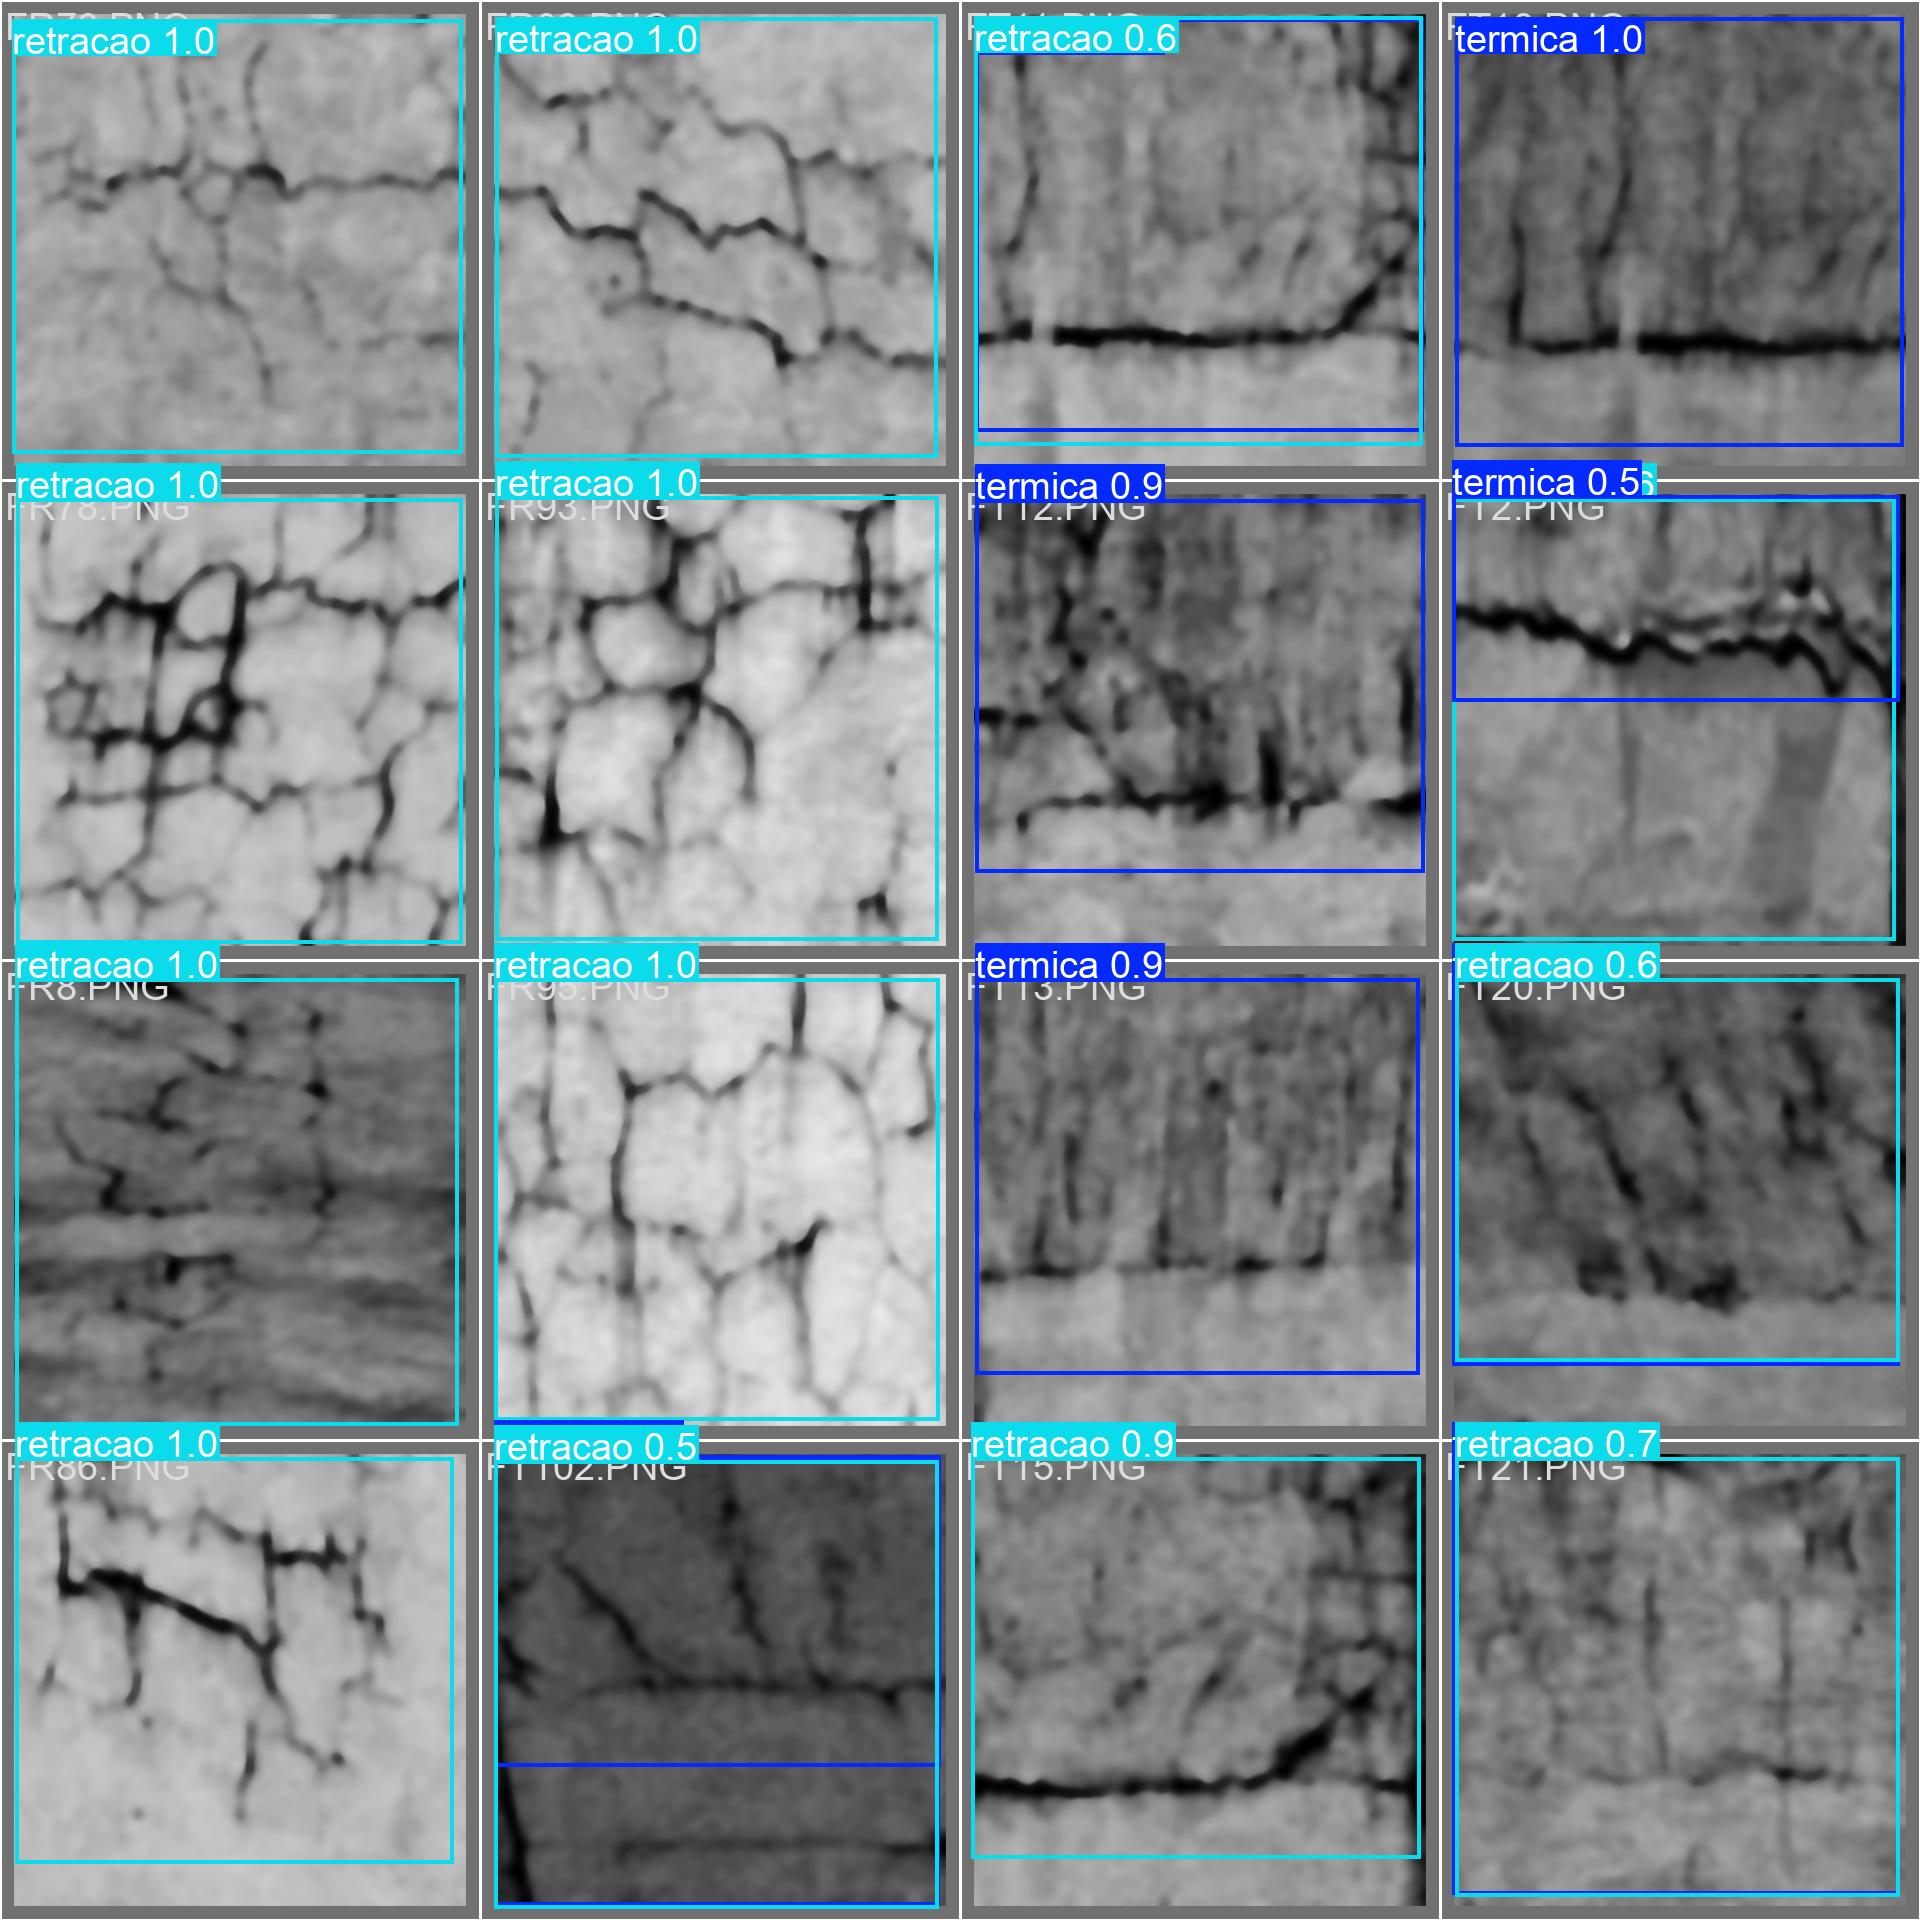 retracao 1.0
retracao 1.0
retracao 0.6
termica 1.0
retracao 1.0
FR78.PNG
retracao 1.0
FR93.PNG
termica 0.9
FT12.PNG
termica 0.5
FT2.PNG
retracao 1.0
FR8.PNG
retracao 1.0
FR95.PNG
termica 0.9
FT13.PNG
retracao 0.6
FT20.PNG
retracao 1.0
FR86.PNG
retracao 0.5
FT102.PNG
retracao 0.9
FT15.PNG
retracao 0.7
FT21.PNG